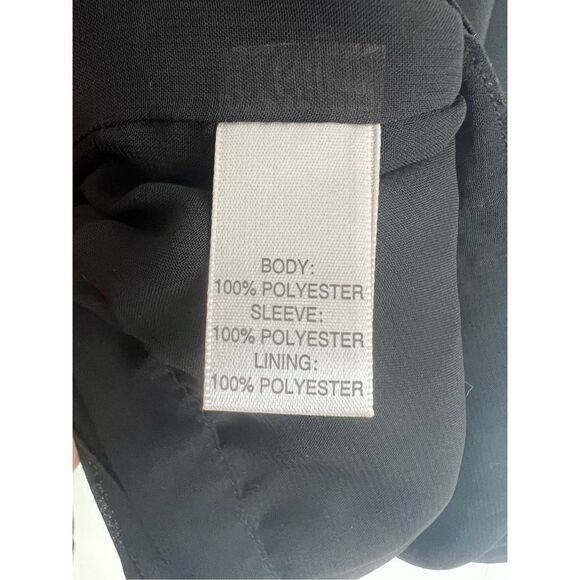 BODY:
100% POLYESTER
SLEEVE:
100% POLYESTER
LINING:
100% POLYESTER